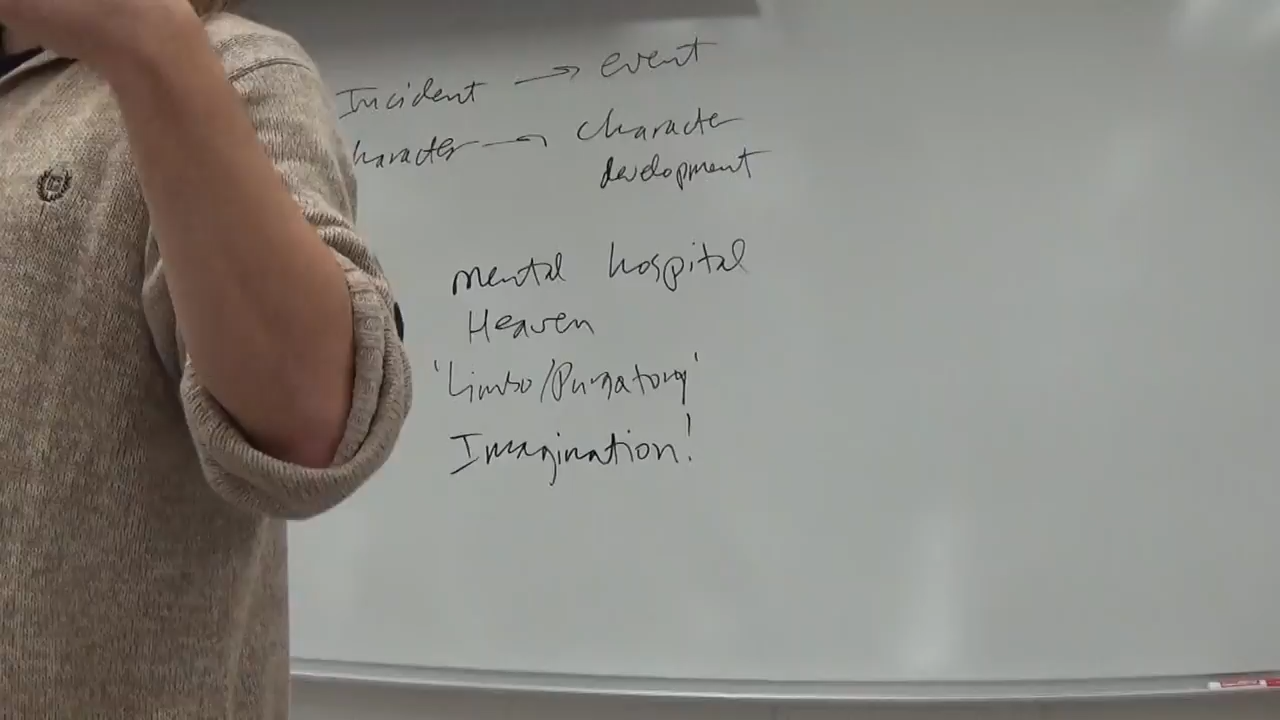 Incident → event
haracter → character
development
mental hospital
Heaven
'Limbo/Purgatory'
Imagination!